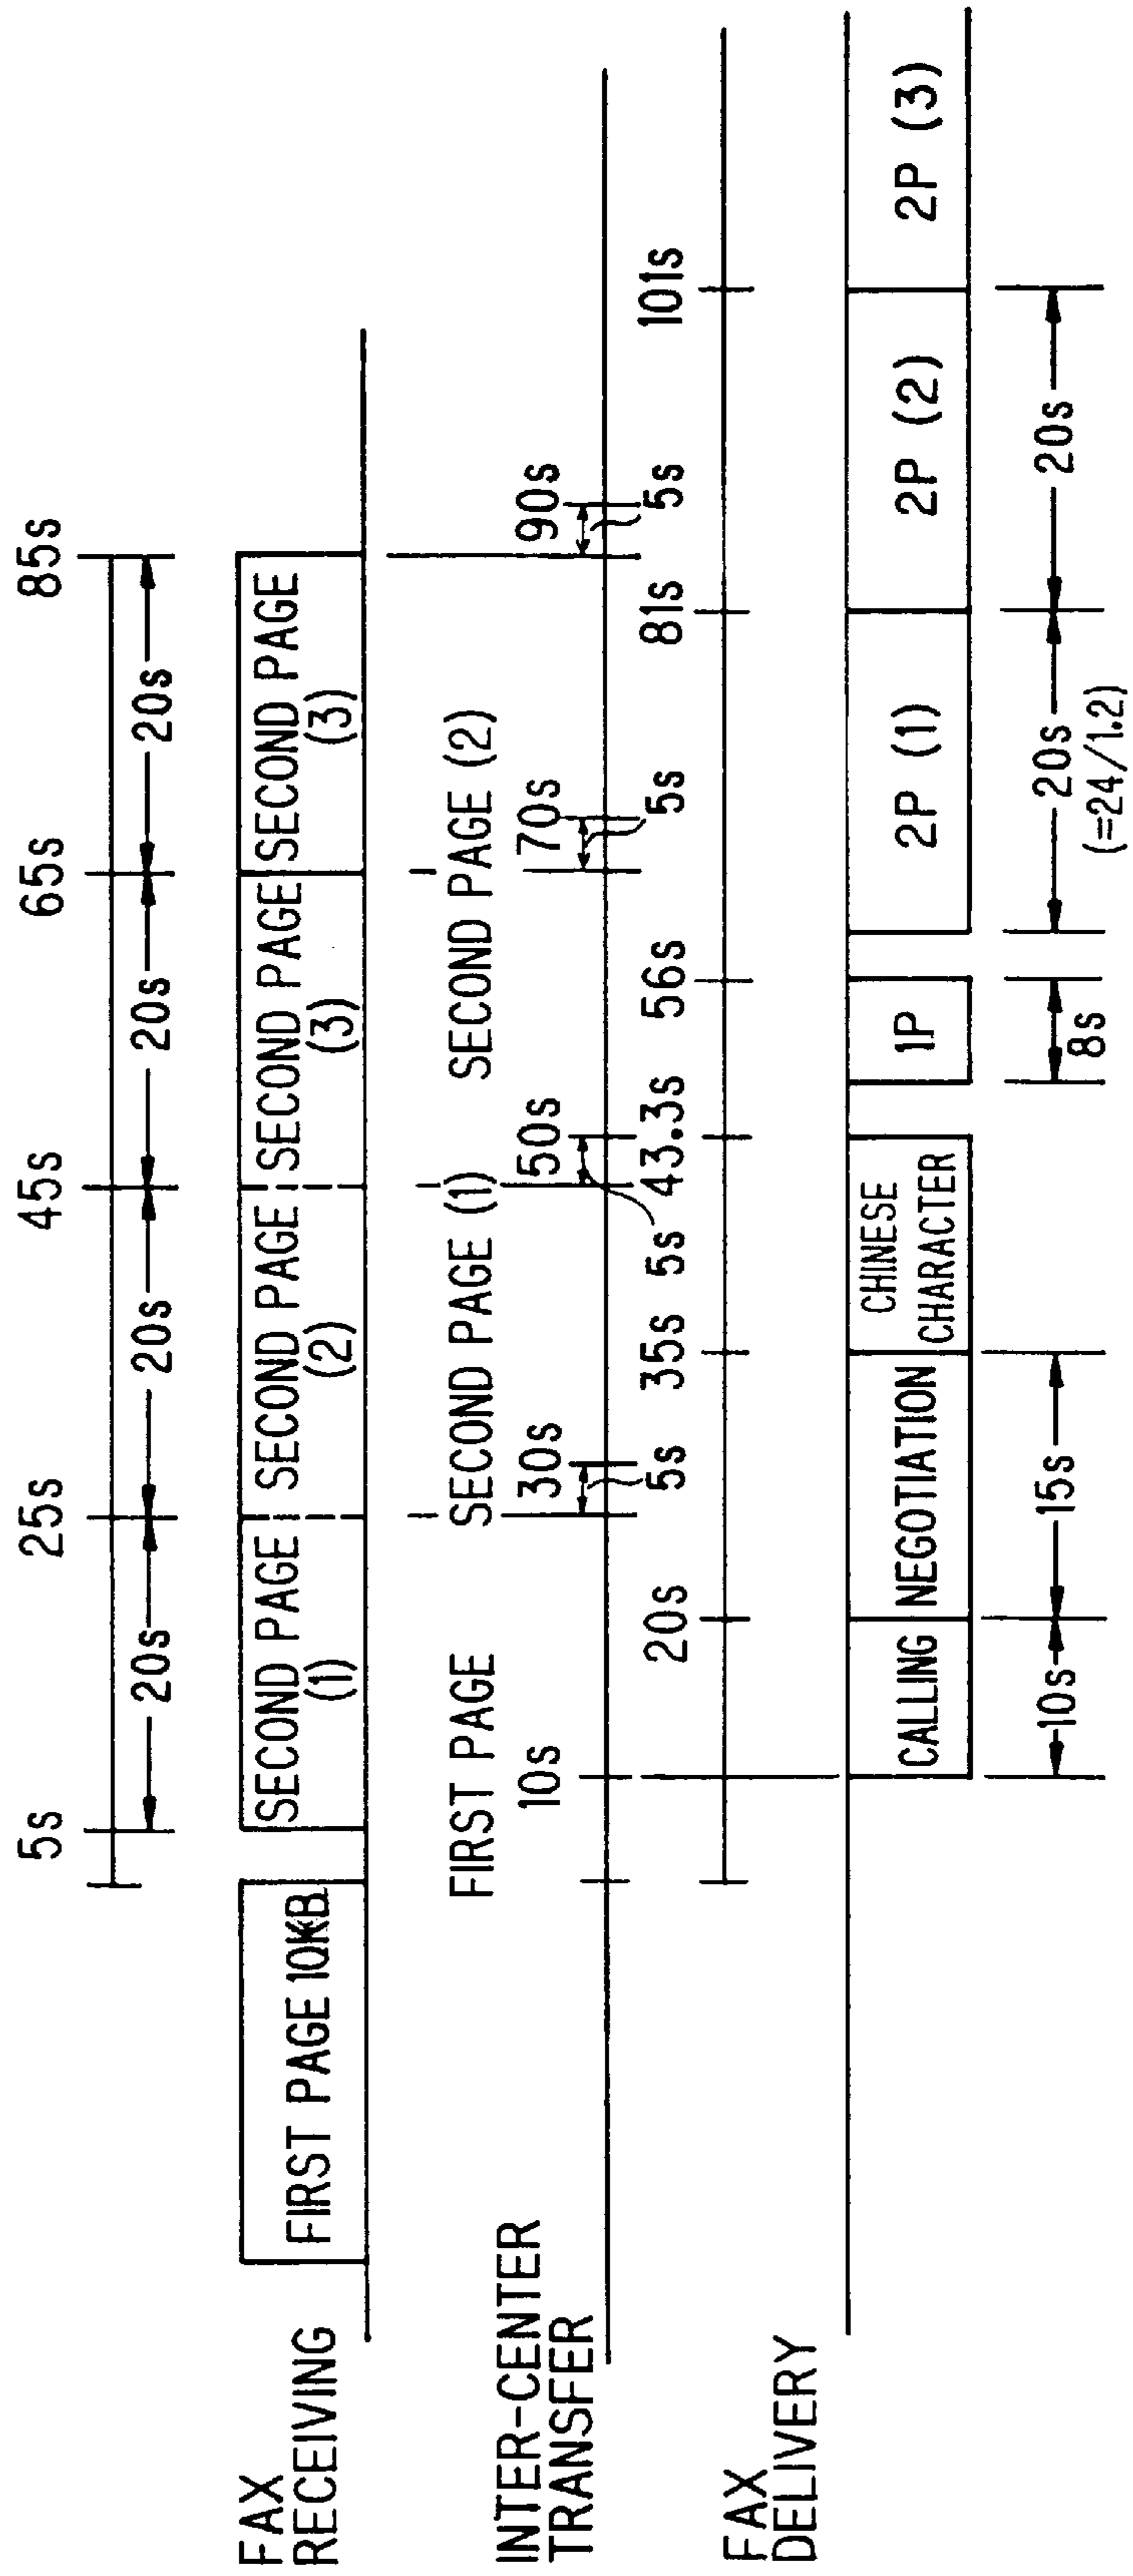 5s
25s
45s
65s
85s
20s
20s
20s
20s
FAX
RECEIVING
FIRST PAGE 10KB
SECOND PAGE
(1)
SECOND PAGE
(2)
SECOND PAGE
(3)
SECOND PAGE
(3)
INTER-CENTER
TRANSFER
FIRST PAGE
SECOND PAGE (1)
SECOND PAGE (2)
10s
30s
50s
70s
90s
5s
5s
5s
5s
FAX
DELIVERY
20s
35s
43.3s
56s
81s
101s
CALLING
NEGOTIATION
CHINESE
CHARACTER
1P
2P (1)
2P (2)
2P (3)
10s
15s
8s
20s
(=24/1.2)
20s